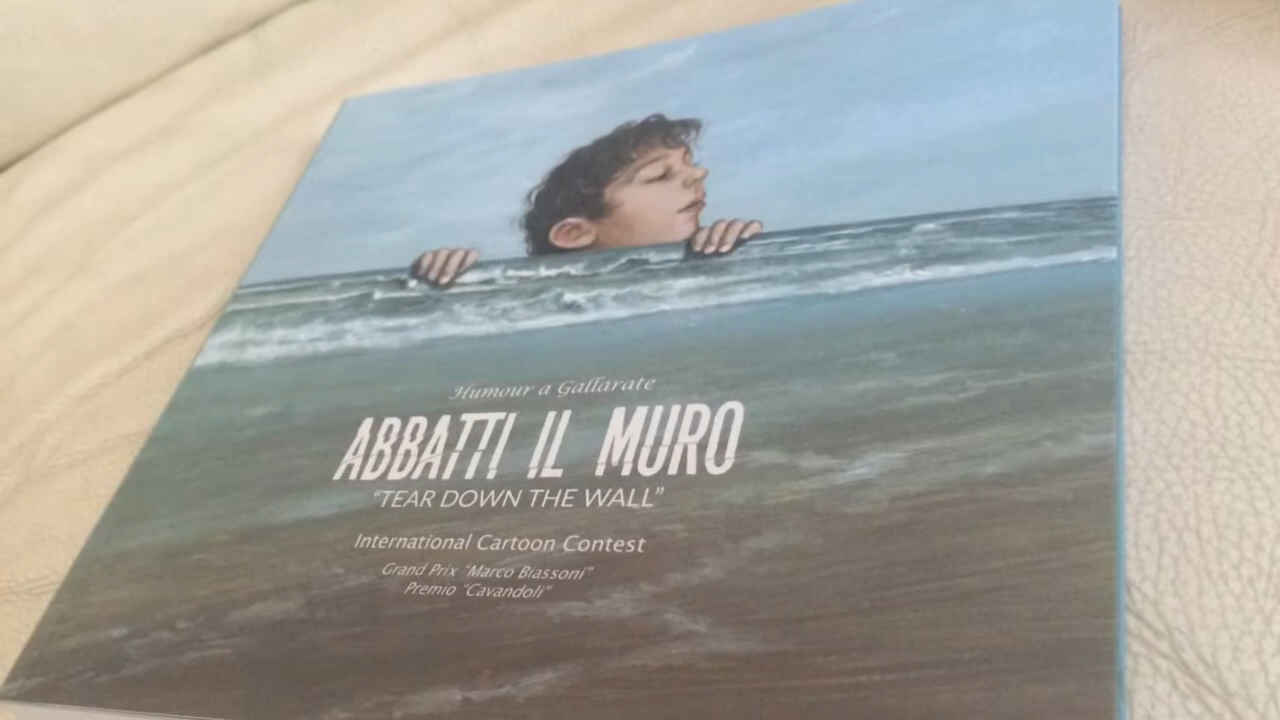 Humour a Gallarate
ABBATTI IL MURO
"TEAR DOWN THE WALL"
International Cartoon Contest
Grand Prix "Marco Biassoni"
Premio "Cavandoli"